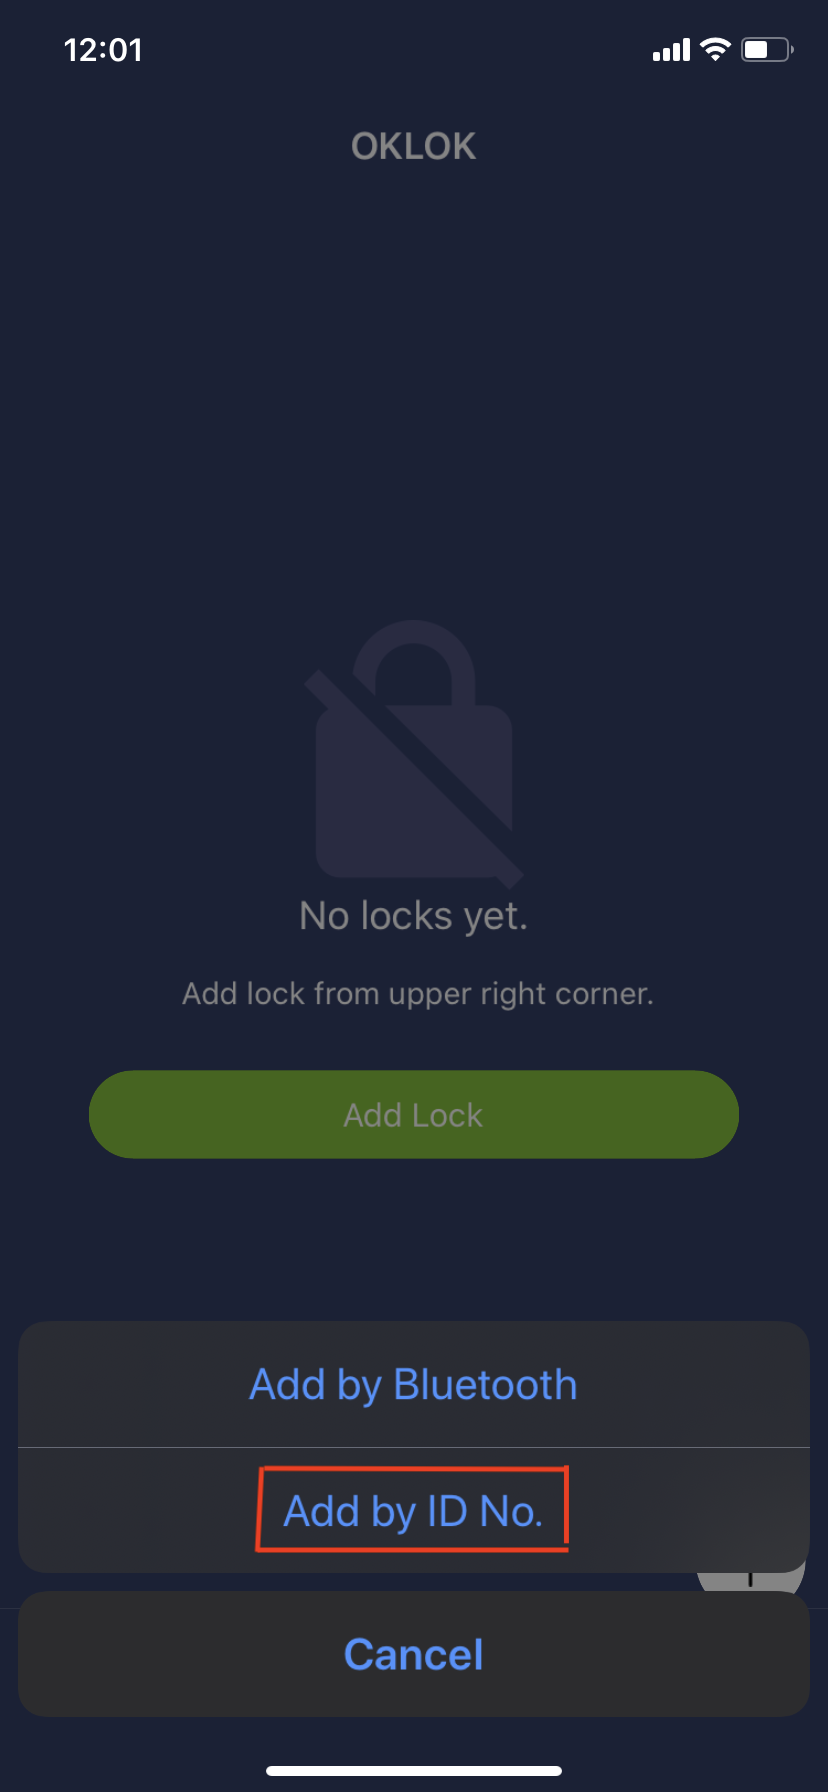 12:01
OKLOK
No locks yet.
Add lock from upper right corner.
Add Lock
Add by Bluetooth
Add by ID No.
Cancel